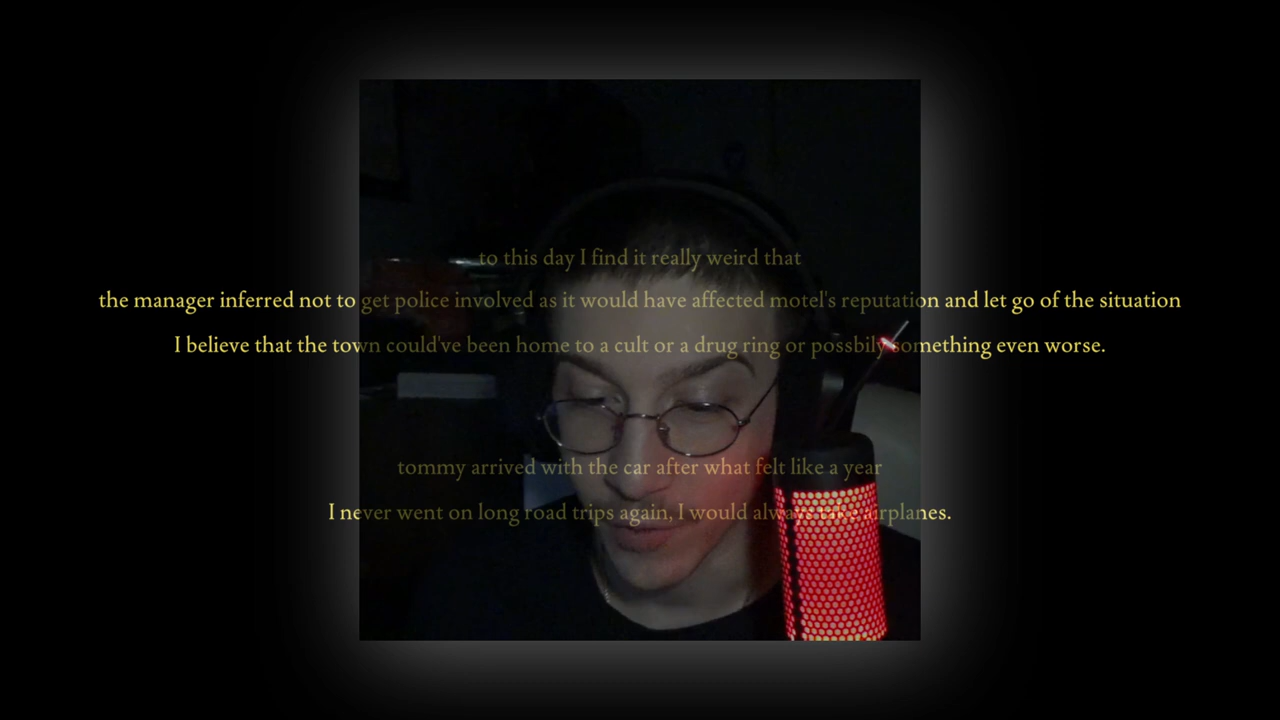 to this day I find it really weird that
the manager inferred not to get police involved as it would have affected motel's reputation and let go of the situation
I believe that the town could've been home to a cult or a drug ring or possbily something even worse.
tommy arrived with the car after what felt like a year
I never went on long road trips again, I would always take airplanes.